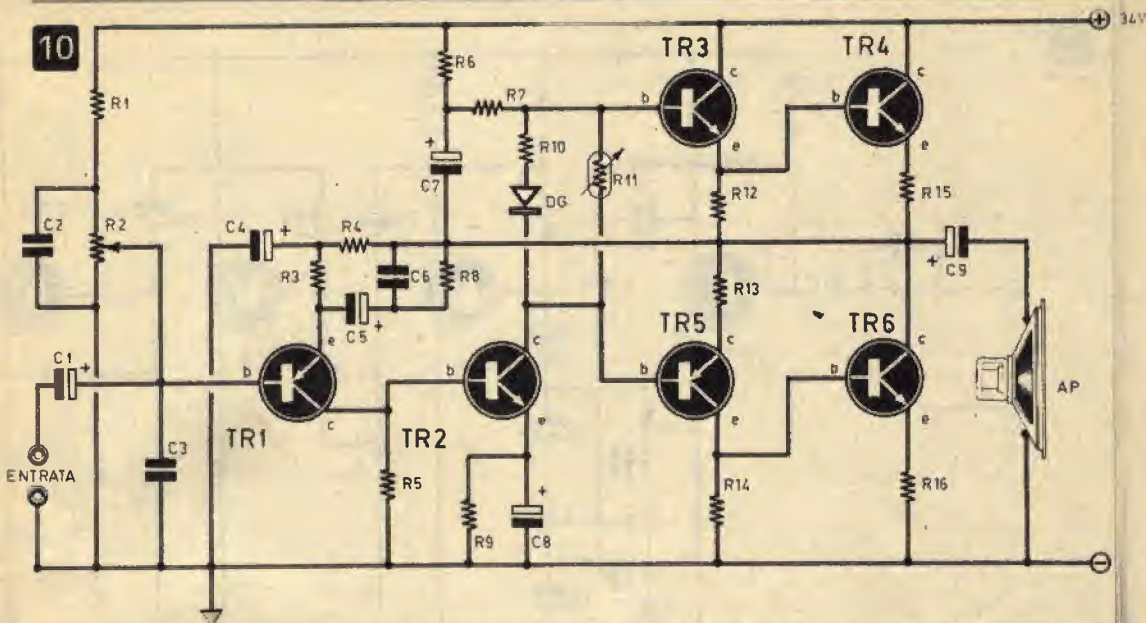 10
+ 34V
TR3
TR4
R6
R1
R7
c
c
b
b
+
R10
R11
e
e
C7
DG
R12
R15
C2
R2
C4
+
R4
R3
C6
R8
+
C9
R13
C5
+
TR5
TR6
C1
+
e
c
c
c
b
b
b
b
AP
c
e
e
e
TR1
TR2
C3
ENTRATA
R5
+
R14
R16
R9
C8
−